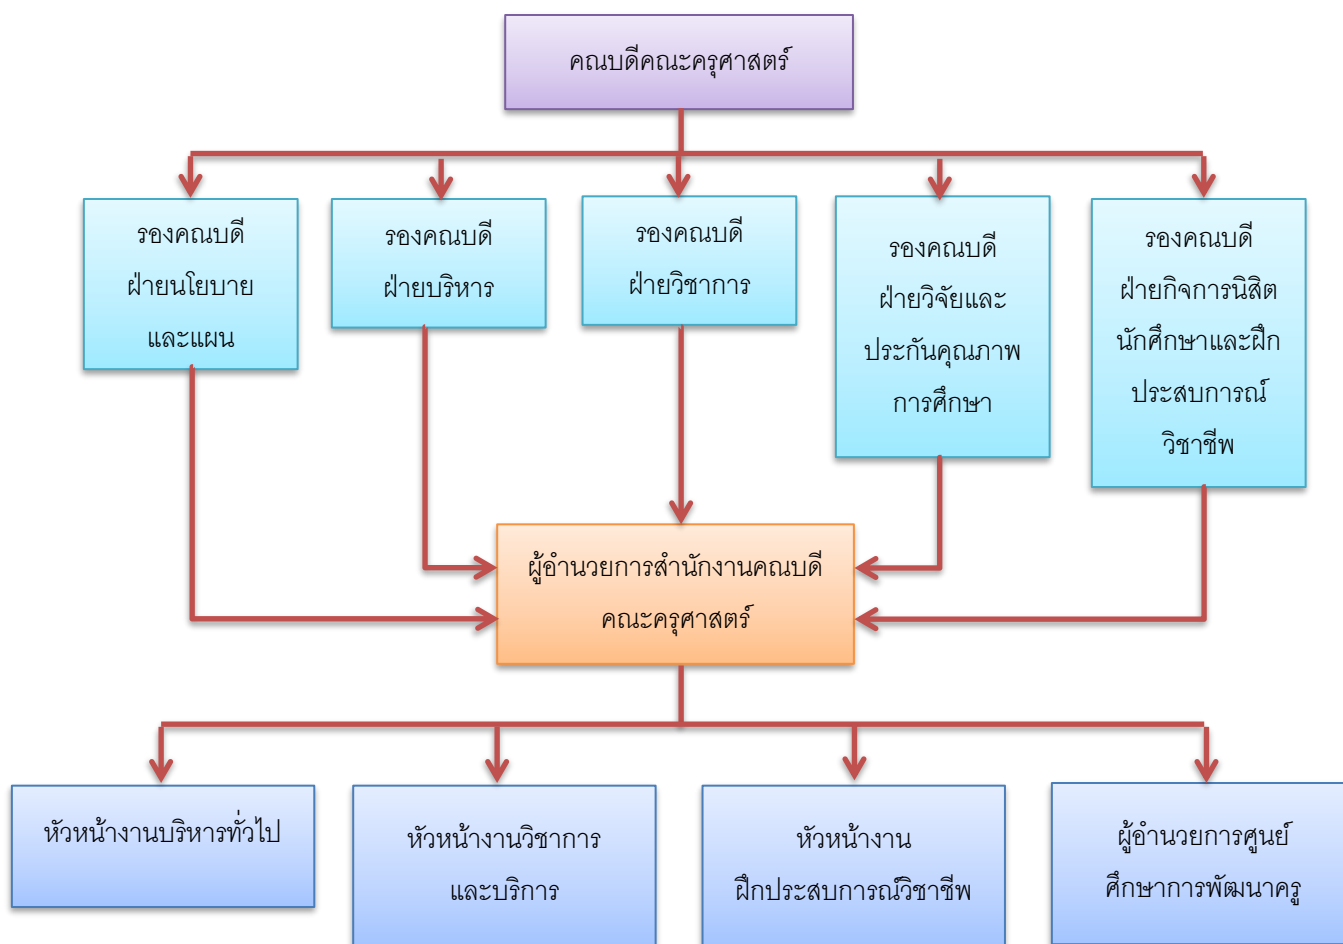 คณบดีคณะครุศาสตร์
รองคณบดี
ฝ่ายนโยบาย
และแผน
รองคณบดี
ฝ่ายบริหาร
รองคณบดี
ฝ่ายวิชาการ
รองคณบดี
ฝ่ายวิจัยและ
ประกันคุณภาพ
การศึกษา
รองคณบดี
ฝ่ายกิจการนิสิต
นักศึกษาและฝึก
ประสบการณ์
วิชาชีพ
ผู้อำนวยการสำนักงานคณบดี
คณะครุศาสตร์
หัวหน้างานบริหารทั่วไป
หัวหน้างานวิชาการ
และบริการ
หัวหน้างาน
ฝึกประสบการณ์วิชาชีพ
ผู้อำนวยการศูนย์
ศึกษาการพัฒนาครู